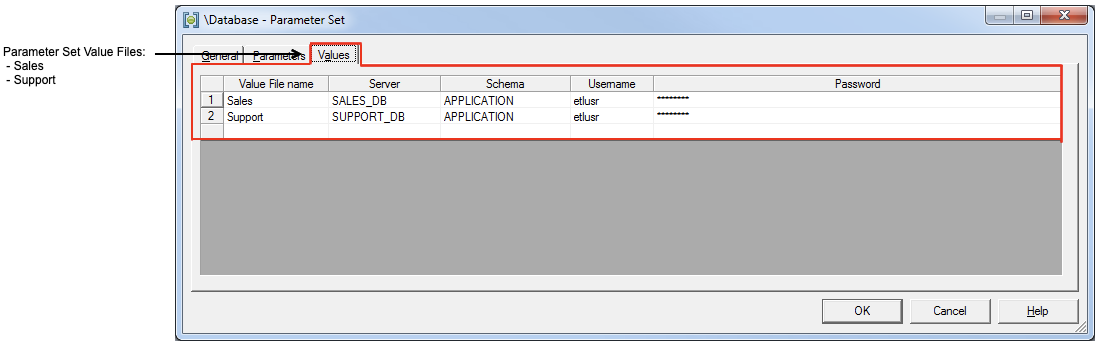 \Database - Parameter Set
Parameter Set Value Files:
- Sales
- Support
General Parameters Values
Value File name Server Schema Username Password
1 Sales SALES_DB APPLICATION etlusr ********
2 Support SUPPORT_DB APPLICATION etlusr ********
OK Cancel Help